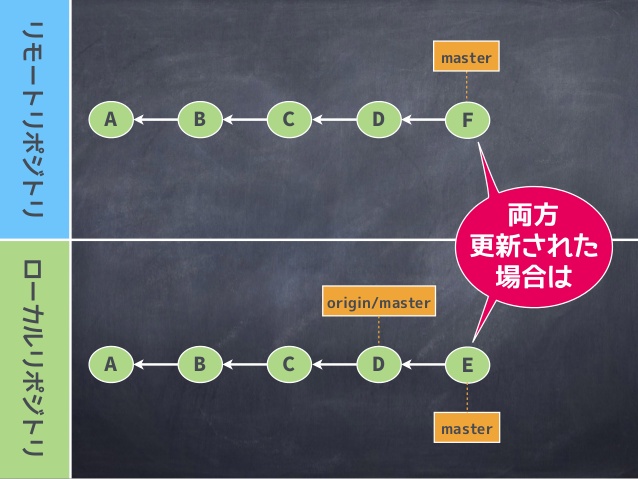 リモートリポジトリ
master
A
B
C
D
F
両方
更新された
場合は
ローカルリポジトリ
origin/master
A
B
C
D
E
master